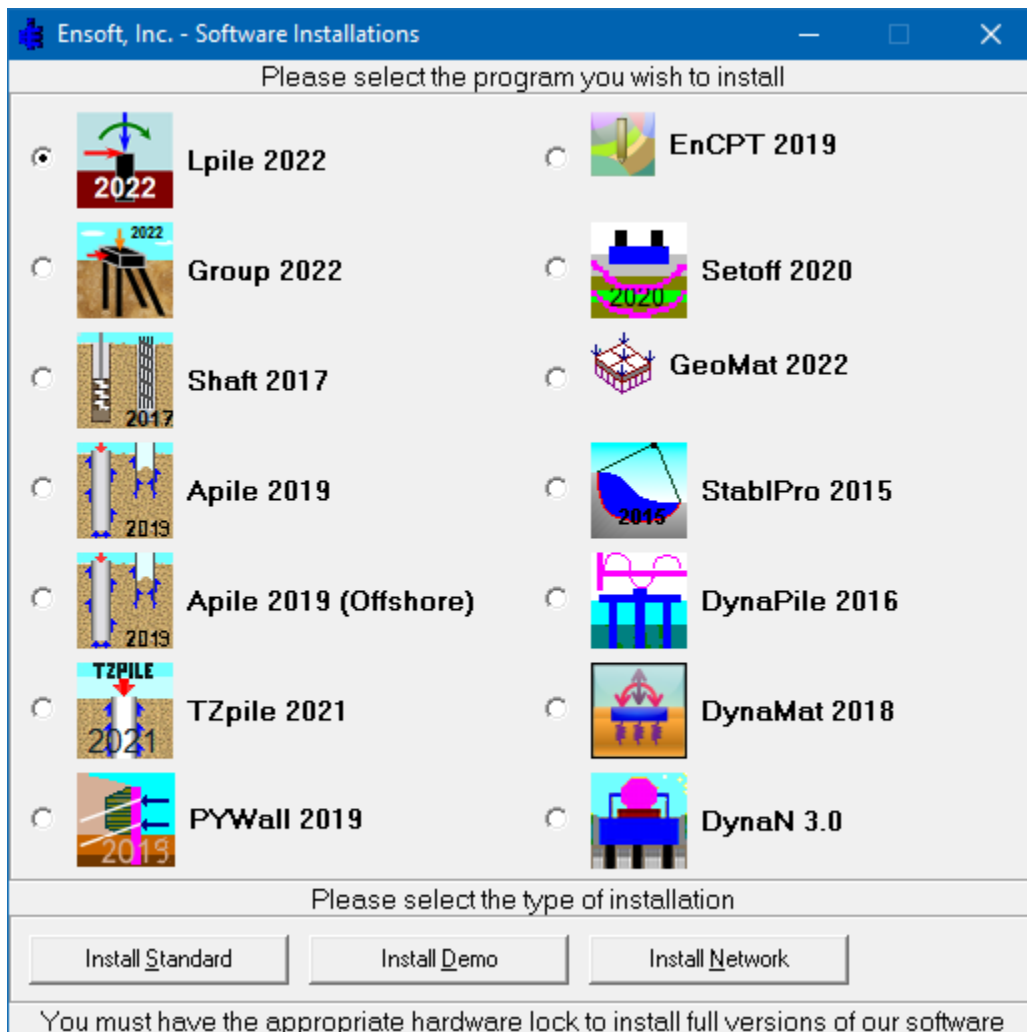 Ensoft, Inc. - Software Installations
Please select the program you wish to install
2022
Lpile 2022
EnCPT 2019
2022
Group 2022
2020
Setoff 2020
2017
Shaft 2017
GeoMat 2022
2019
Apile 2019
2015
StablPro 2015
2019
Apile 2019 (Offshore)
DynaPile 2016
TZPILE
2021
TZpile 2021
DynaMat 2018
2019
PYWall 2019
DynaN 3.0
Please select the type of installation
Install Standard
Install Demo
Install Network
You must have the appropriate hardware lock to install full versions of our software